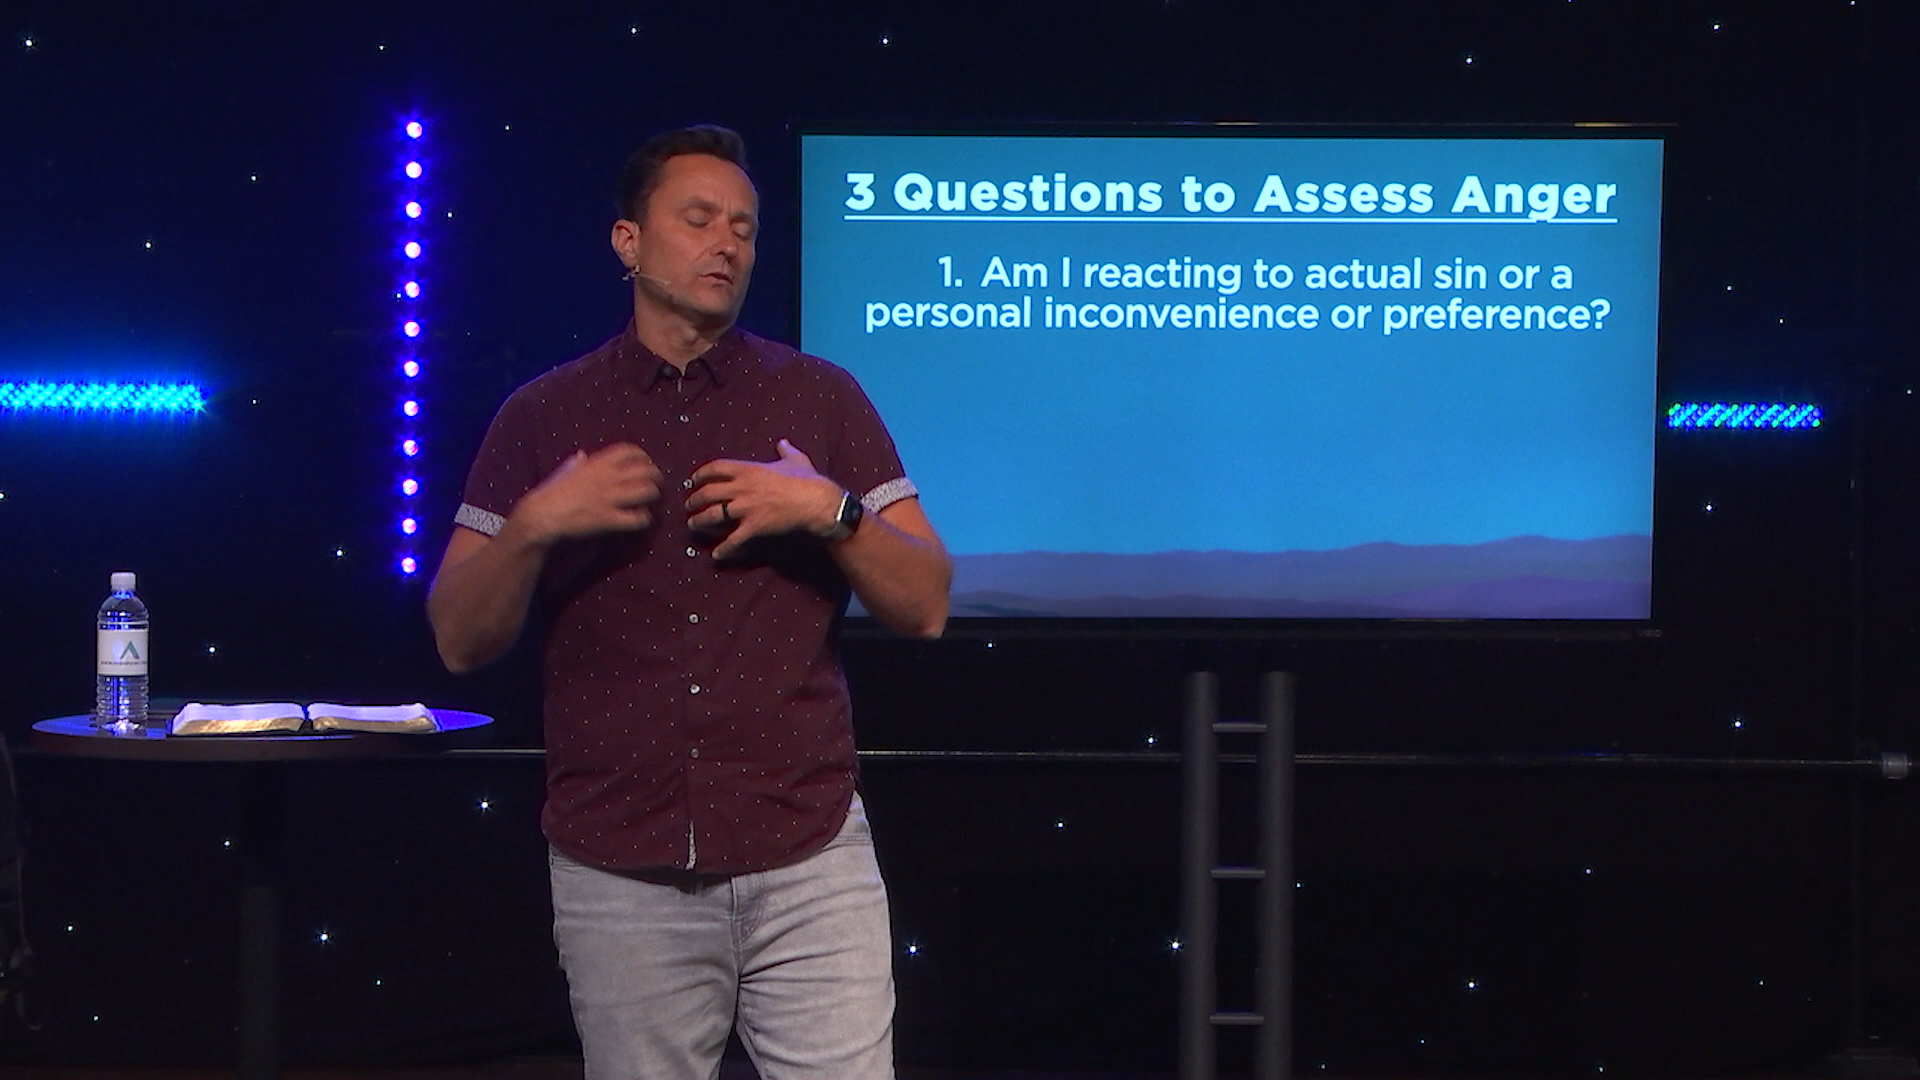 3 Questions to Assess Anger
1. Am I reacting to actual sin or a
personal inconvenience or preference?